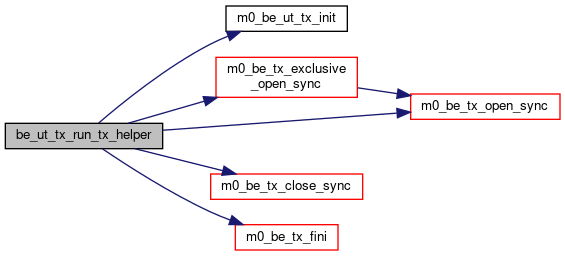 m0_be_ut_tx_init
m0_be_tx_exclusive
_open_sync
m0_be_tx_open_sync
be_ut_tx_run_tx_helper
m0_be_tx_close_sync
m0_be_tx_fini